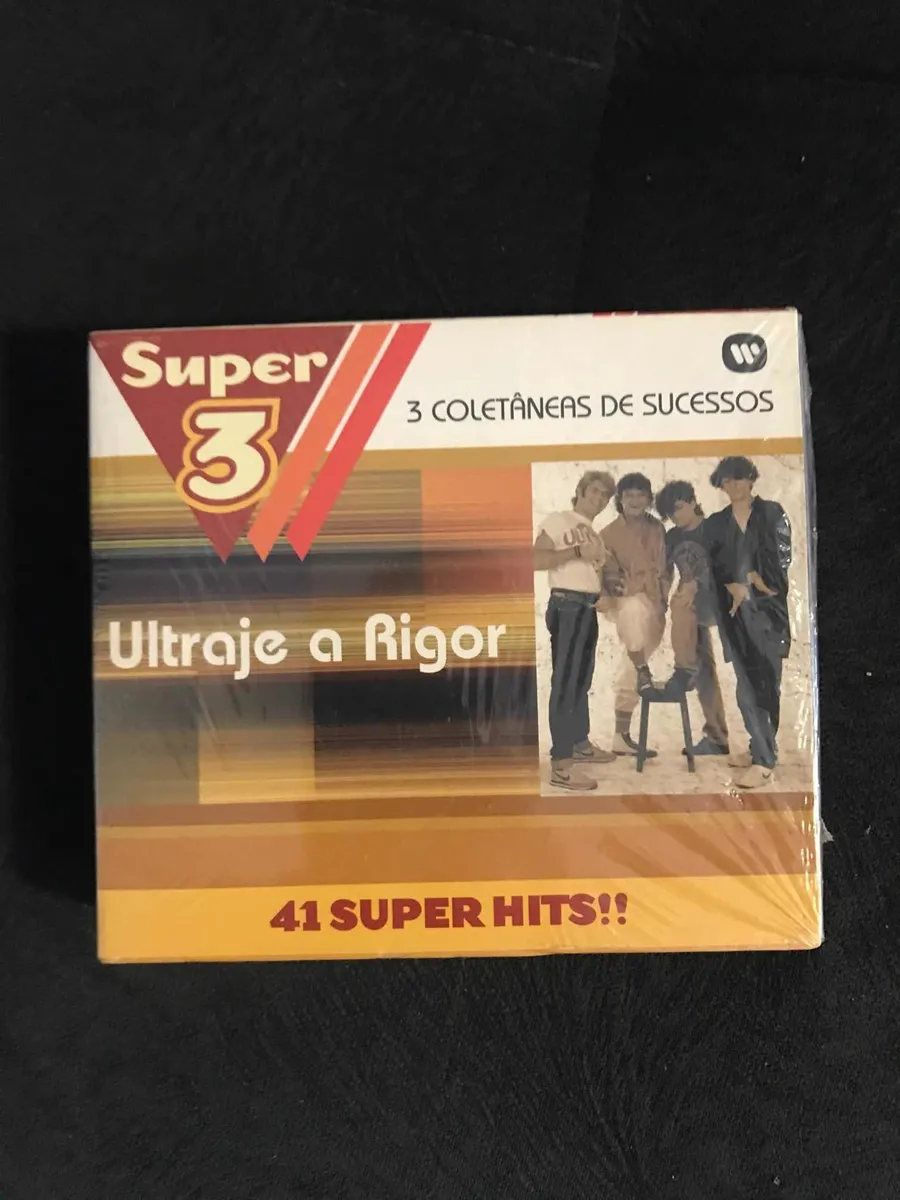 Super
3
3 COLETÂNEAS DE SUCESSOS
Ultraje a Rigor
41 SUPER HITS!!